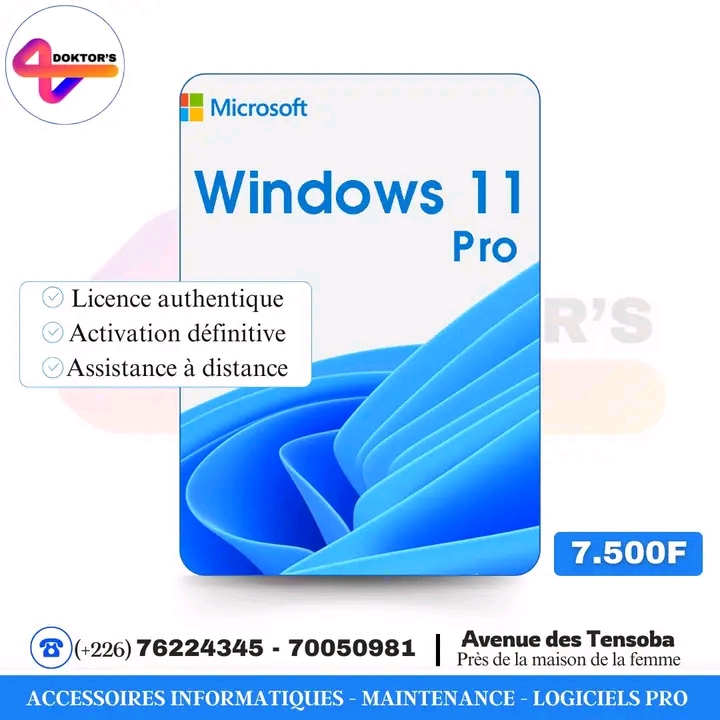 DOKTOR'S
Microsoft
Windows 11
Pro
Licence authentique
Activation définitive
Assistance à distance
R'S
7.500F
(+226) 76224345 - 70050981
Avenue des Tensoba
Près de la maison de la femme
ACCESSOIRES INFORMATIQUES - MAINTENANCE - LOGICIELS PRO